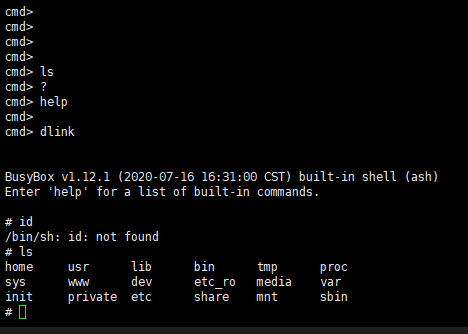 cmd>
cmd>
cmd>
cmd>
cmd> ls
cmd> ?
cmd> help
cmd>
cmd> dlink
BusyBox v1.12.1 (2020-07-16 16:31:00 CST) built-in shell (ash)
Enter 'help' for a list of built-in commands.
# id
/bin/sh: id: not found
# ls
home usr lib bin tmp proc
sys www dev etc_ro media var
init private etc share mnt sbin
#